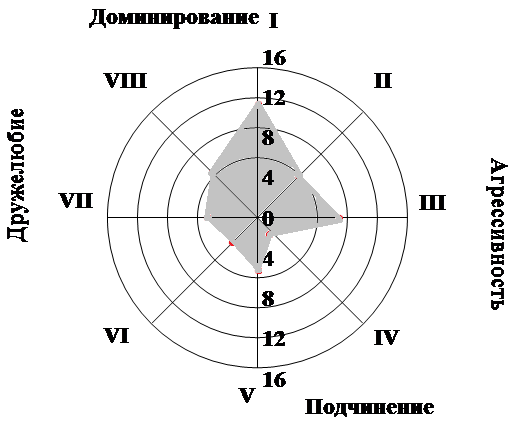 Доминирование I
16
VIII
II
12
8
Дружелюбие
4
Агрессивность
VII
0
III
4
8
VI
12
IV
16
V
Подчинение